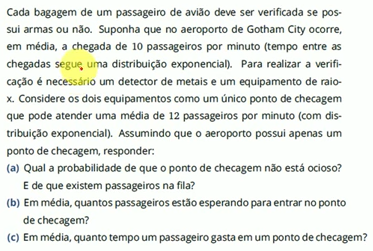 Cada bagagem de um passageiro de avião deve ser verificada se pos-
sui armas ou não. Suponha que no aeroporto de Gotham City ocorre,
em média, a chegada de 10 passageiros por minuto (tempo entre as
chegadas segue uma distribuição exponencial). Para realizar a verifi-
cação é necessário um detector de metais e um equipamento de raio-
x. Considere os dois equipamentos como um único ponto de checagem
que pode atender uma média de 12 passageiros por minuto (com dis-
tribuição exponencial). Assumindo que o aeroporto possui apenas um
ponto de checagem, responder:
(a) Qual a probabilidade de que o ponto de checagem não está ocioso?
E de que existem passageiros na fila?
(b) Em média, quantos passageiros estão esperando para entrar no ponto
de checagem?
(c) Em média, quanto tempo um passageiro gasta em um ponto de checagem?